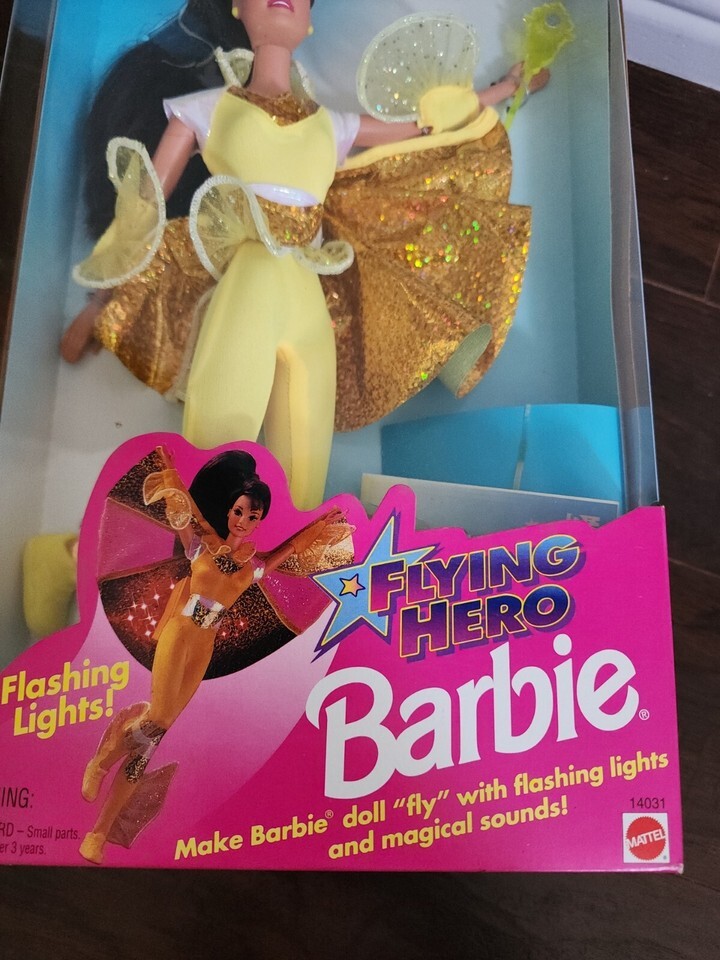 FLYING
HERO
Barbie®
Flashing
Lights!
Make Barbie® doll "fly" with flashing lights
and magical sounds!
ING:
RD – Small parts,
er 3 years.
14031
MATTEL